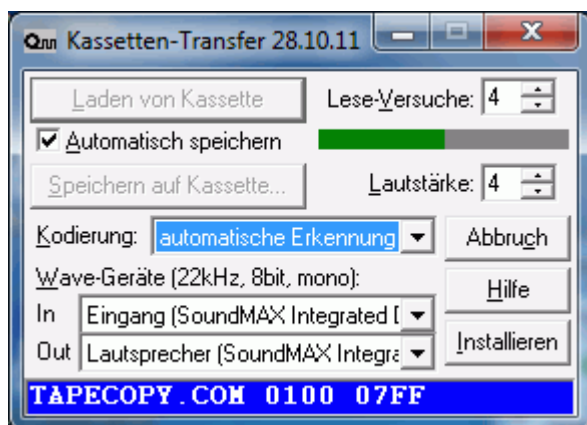 Qnn Kassetten-Transfer 28.10.11
Laden von Kassette Lese-Versuche: 4
Automatisch speichern
Speichern auf Kassette... Lautstärke: 4
Kodierung: automatische Erkennung Abbruch
Wave-Geräte (22kHz, 8bit, mono): Hilfe
In Eingang (SoundMAX Integrated D
Out Lautsprecher (SoundMAX Integra Installieren
TAPECOPY.COM 0100 07FF